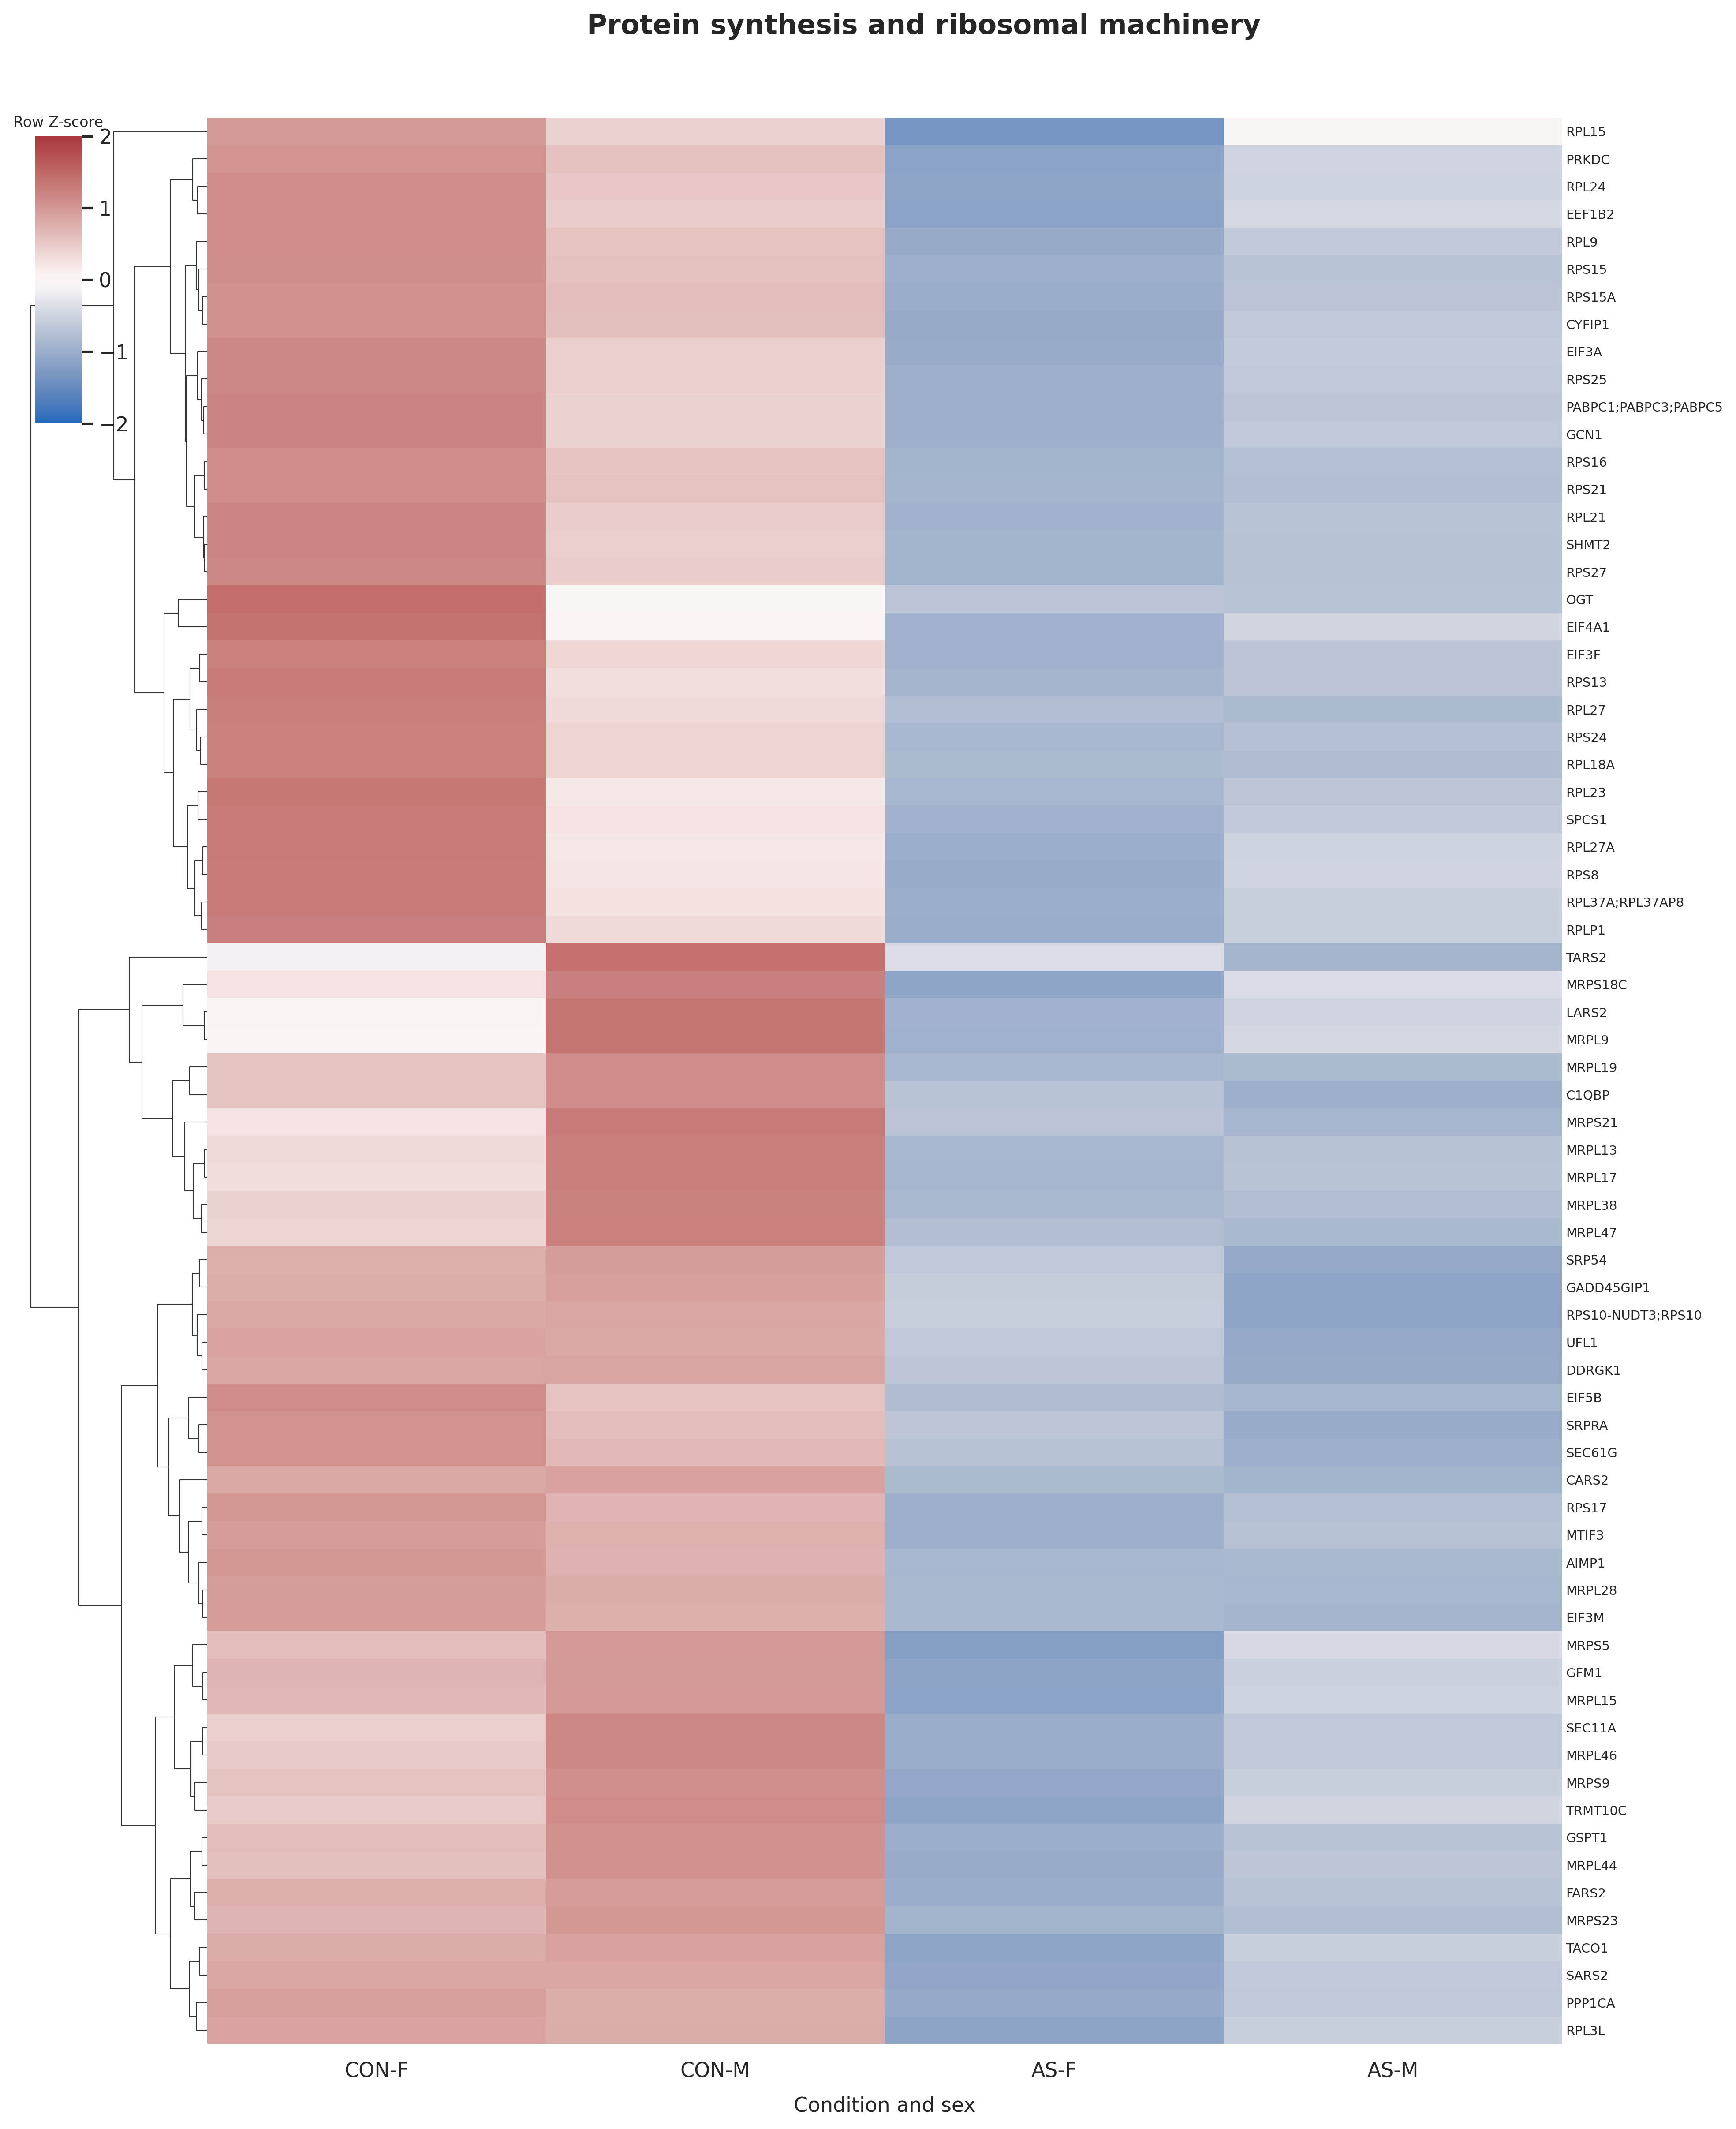 Protein synthesis and ribosomal machinery
Row Z-score
2
1
0
−1
−2
RPL15
PRKDC
RPL24
EEF1B2
RPL9
RPS15
RPS15A
CYFIP1
EIF3A
RPS25
PABPC1;PABPC3;PABPC5
GCN1
RPS16
RPS21
RPL21
SHMT2
RPS27
OGT
EIF4A1
EIF3F
RPS13
RPL27
RPS24
RPL18A
RPL23
SPCS1
RPL27A
RPS8
RPL37A;RPL37AP8
RPLP1
TARS2
MRPS18C
LARS2
MRPL9
MRPL19
C1QBP
MRPS21
MRPL13
MRPL17
MRPL38
MRPL47
SRP54
GADD45GIP1
RPS10-NUDT3;RPS10
UFL1
DDRGK1
EIF5B
SRPRA
SEC61G
CARS2
RPS17
MTIF3
AIMP1
MRPL28
EIF3M
MRPS5
GFM1
MRPL15
SEC11A
MRPL46
MRPS9
TRMT10C
GSPT1
MRPL44
FARS2
MRPS23
TACO1
SARS2
PPP1CA
RPL3L
CON-F CON-M AS-F AS-M
Condition and sex